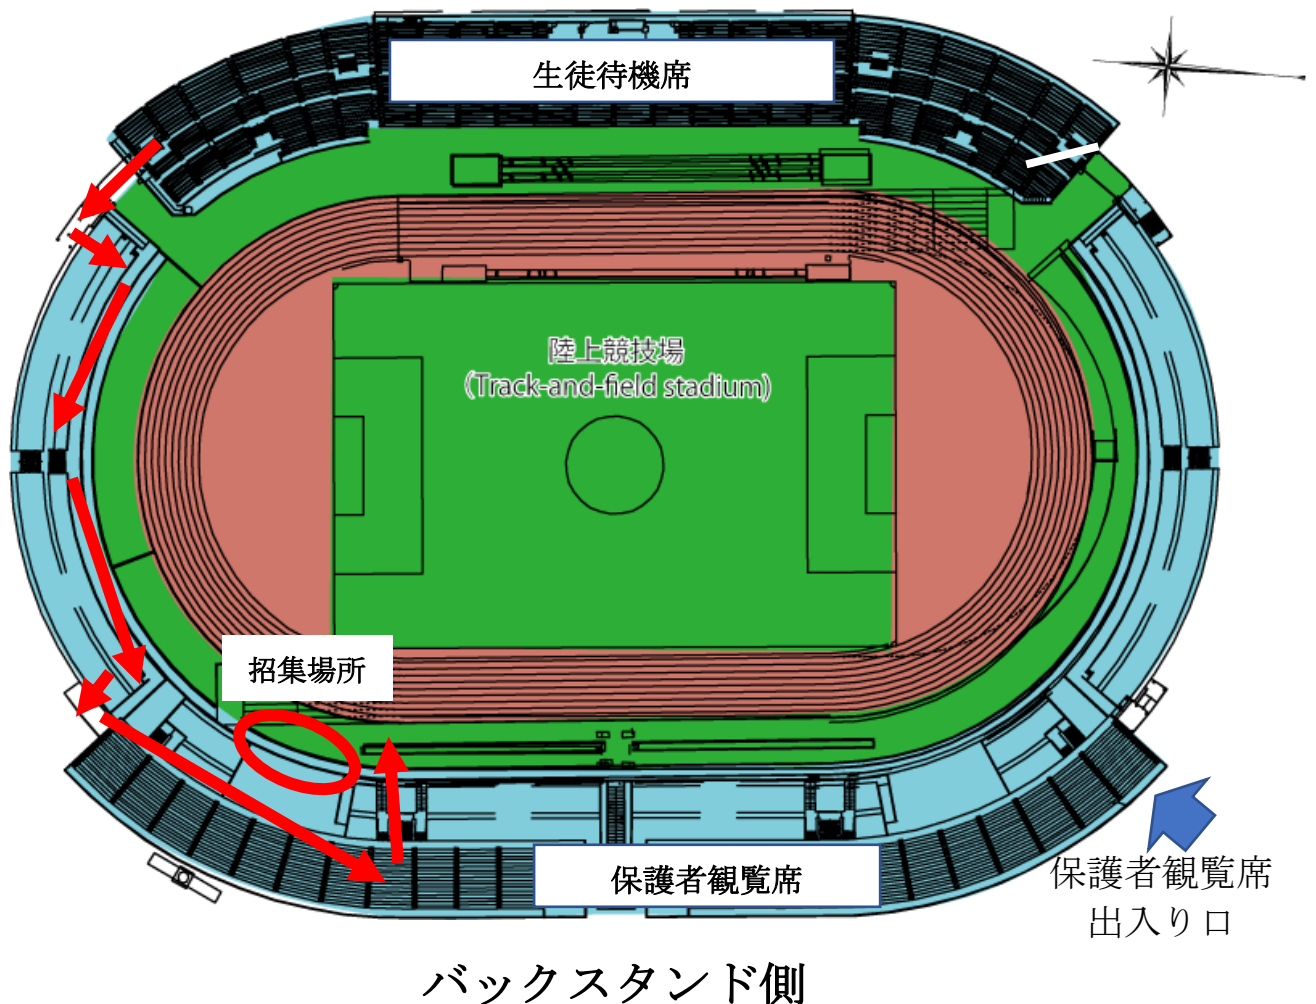 生徒待機席
陸上競技場
(Track-and-field stadium)
招集場所
保護者観覧席
保護者観覧席
出入り口
バックスタンド側